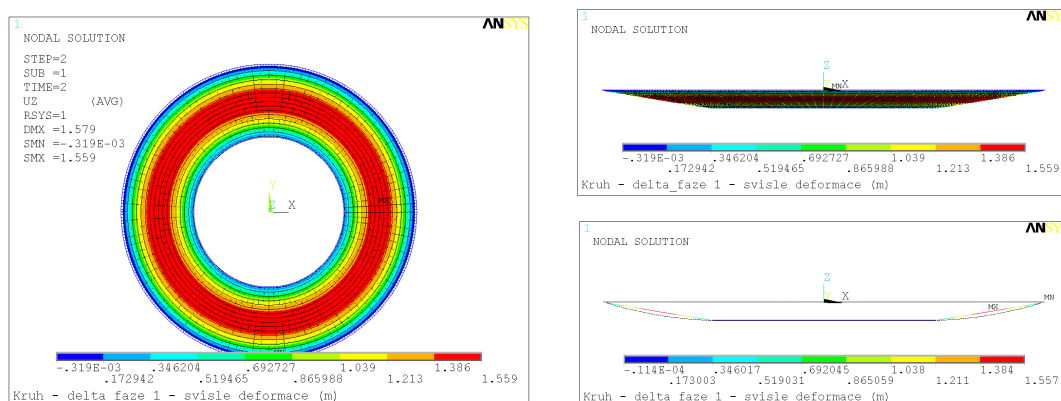 1
ANSYS
NODAL SOLUTION
STEP=2
SUB =1
TIME=2
UZ (AVG)
RSYS=1
DMX =1.579
SMN =-.319E-03
SMX =1.559
Y
Z X
MX
-.319E-03 .346204 .692727 1.039 1.386
.172942 .519465 .865988 1.213 1.559
Kruh - delta faze 1 - svisle deformace (m)
1
ANSYS
NODAL SOLUTION
Z
Y MN X
-.319E-03 .346204 .692727 1.039 1.386
.172942 .519465 .865988 1.213 1.559
Kruh - delta_faze 1 - svisle deformace (m)
1
ANSYS
NODAL SOLUTION
Z
Y X
MX MN
-.114E-04 .346017 .692045 1.038 1.384
.173003 .519031 .865059 1.211 1.557
Kruh - delta faze 1 - svisle deformace (m)